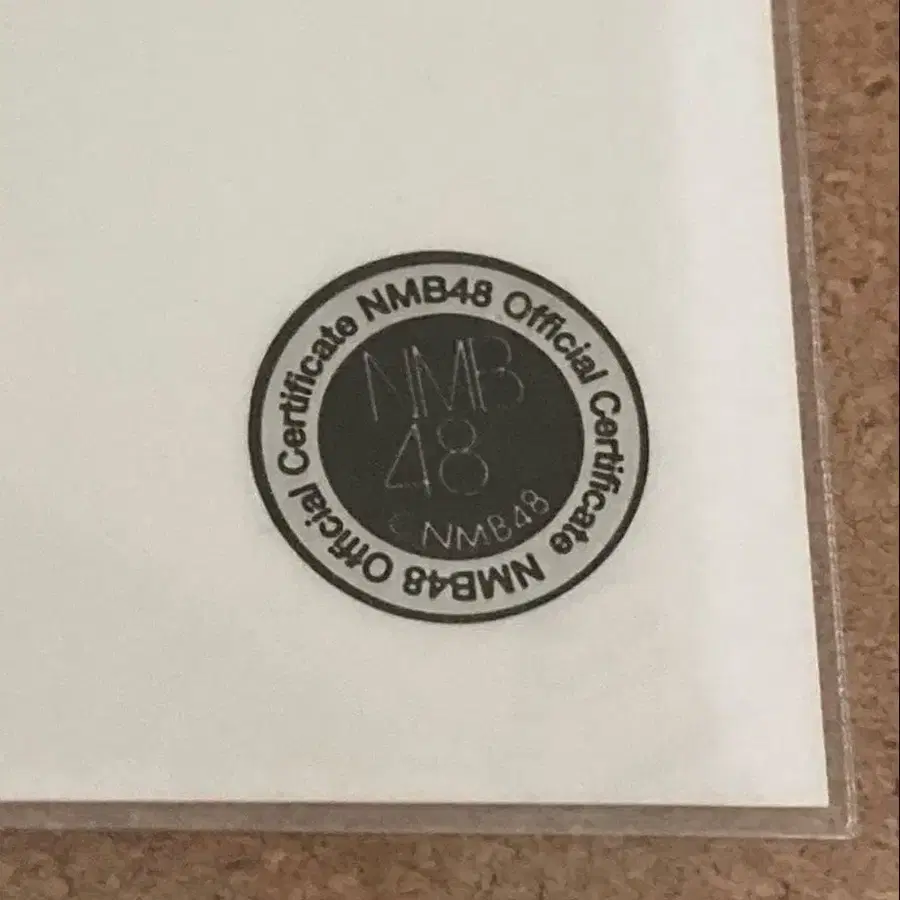 NMB48 Official Certificate NMB48 Official Certificate
NMB
48
©NMB48